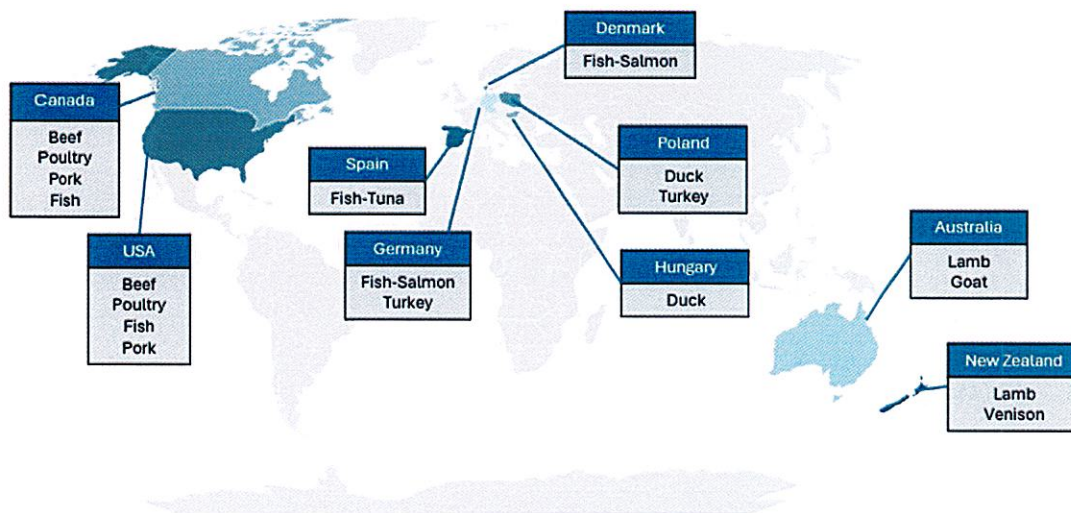 Denmark
Fish-Salmon
Canada
Beef
Poultry
Pork
Fish
Spain
Fish-Tuna
Poland
Duck
Turkey
USA
Beef
Poultry
Fish
Pork
Germany
Fish-Salmon
Turkey
Hungary
Duck
Australia
Lamb
Goat
New Zealand
Lamb
Venison